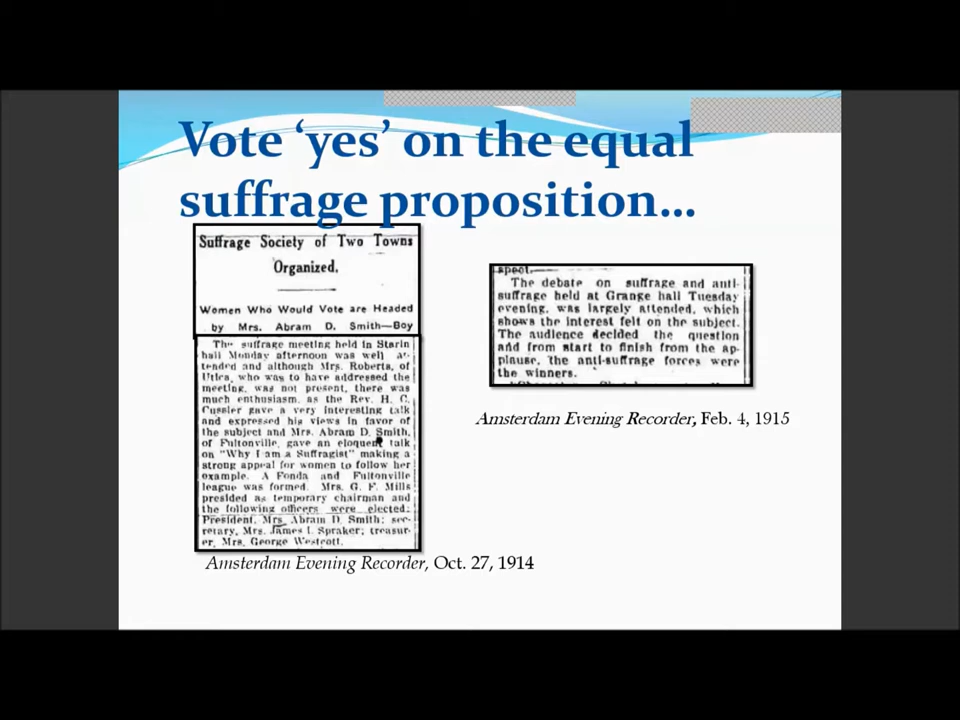 Vote ‘yes’ on the equal
suffrage proposition...
Suffrage Society of Two Towns
Organized.
Women Who Would Vote are Headed
by Mrs. Abram D. Smith—Boy
The suffrage meeting held in Starin
hall Monday afternoon was well at-
tended and although Mrs. Roberts, of
Utica, who was to have addressed the
meeting, was not present, there was
much enthusiasm, as the Rev. H. C.
Cussler gave a very interesting talk
and expressed his views in favor of
the subject and Mrs. Abram D. Smith,
of Fultonville, gave an eloquent talk
on "Why I am a Suffragist" making a
strong appeal for women to follow her
example. A Fonda and Fultonville
league was formed. Mrs. G. F. Mills
presided as temporary chairman and
the following officers were elected:
President, Mrs. Abram D. Smith; sec-
retary, Mrs. James I. Spraker; treasur-
er, Mrs. George Westcott.
Amsterdam Evening Recorder, Oct. 27, 1914
spect.
The debate on suffrage and anti-
suffrage held at Grange hall Tuesday
evening, was largely attended, which
shows the interest felt on the subject.
The audience decided the question
and from start to finish from the ap-
plause, the anti-suffrage forces were
the winners.
Amsterdam Evening Recorder, Feb. 4, 1915